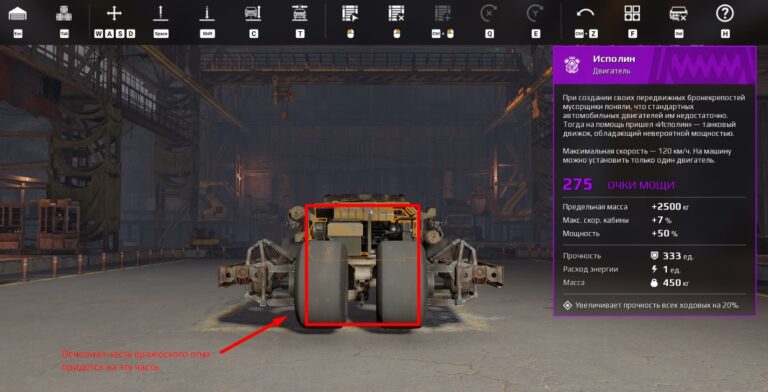 Esc
Tab
W A S D
Space
Shift
C
T
Ctrl +
Q
E
Ctrl + Z
F
Del
H
Исполин
Двигатель
При создании своих передвижных бронекрепостей
мусорщики поняли, что стандартных
автомобильных двигателей им недостаточно.
Тогда на помощь пришел «Исполин» — танковый
движок, обладающий невероятной мощностью.
Максимальная скорость — 120 км/ч. На машину
можно установить только один двигатель.
275 ОЧКИ МОЩИ
Предельная масса +2500 кг
Макс. скор. кабины +7 %
Мощность +50 %
Прочность 333 ед.
Расход энергии 1 ед.
Масса 450 кг
Увеличивает прочность всех ходовых на 20%.
Основная часть вражоского огня
придется на эту часть